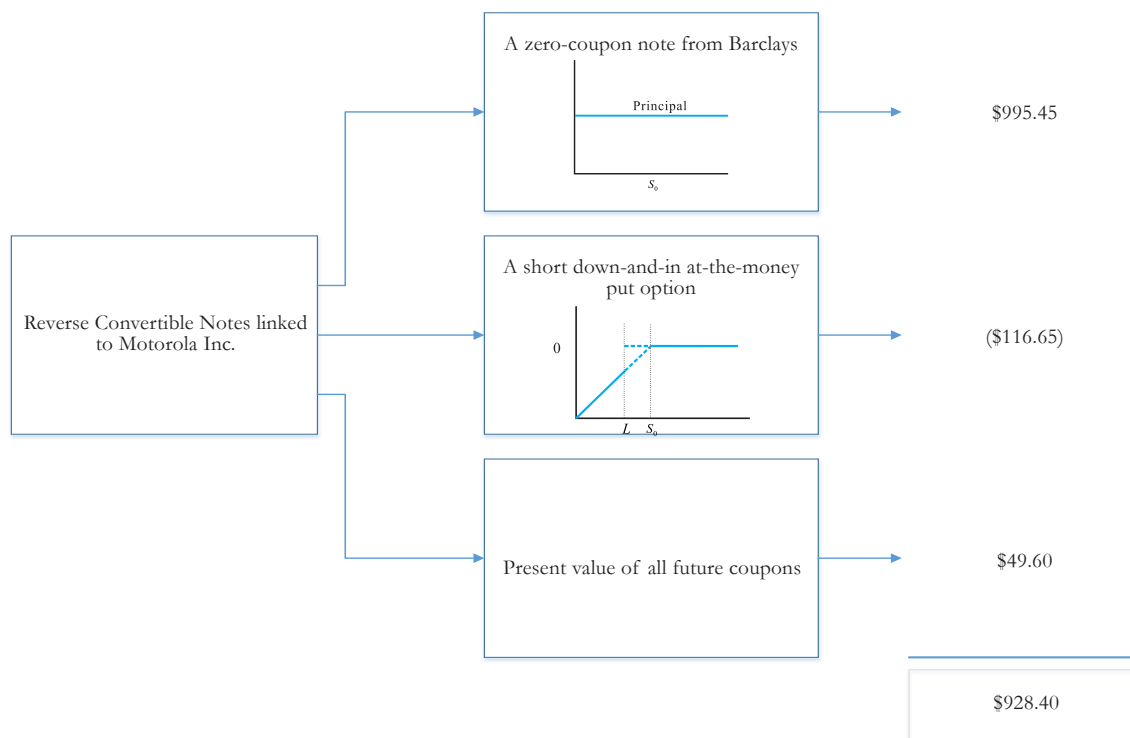 A zero-coupon note from Barclays
Principal
S₀
$995.45
Reverse Convertible Notes linked
to Motorola Inc.
A short down-and-in at-the-money
put option
0
L S₀
($116.65)
Present value of all future coupons
$49.60
$928.40